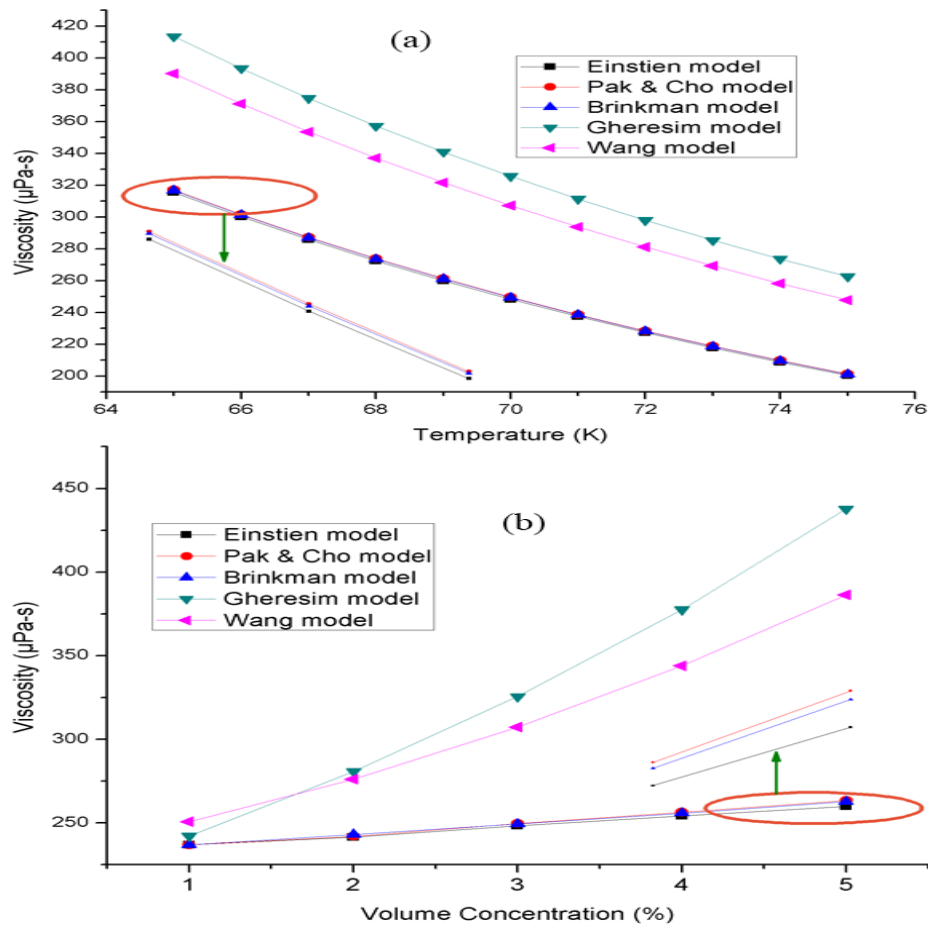 (a)
420
400
380
360
340
320
300
280
260
240
220
200
Viscosity (µPa-s)
Einstien model
Pak & Cho model
Brinkman model
Gheresim model
Wang model
64
66
68
70
72
74
76
Temperature (K)
(b)
450
400
350
300
250
Viscosity (µPa-s)
Einstien model
Pak & Cho model
Brinkman model
Gheresim model
Wang model
1
2
3
4
5
Volume Concentration (%)